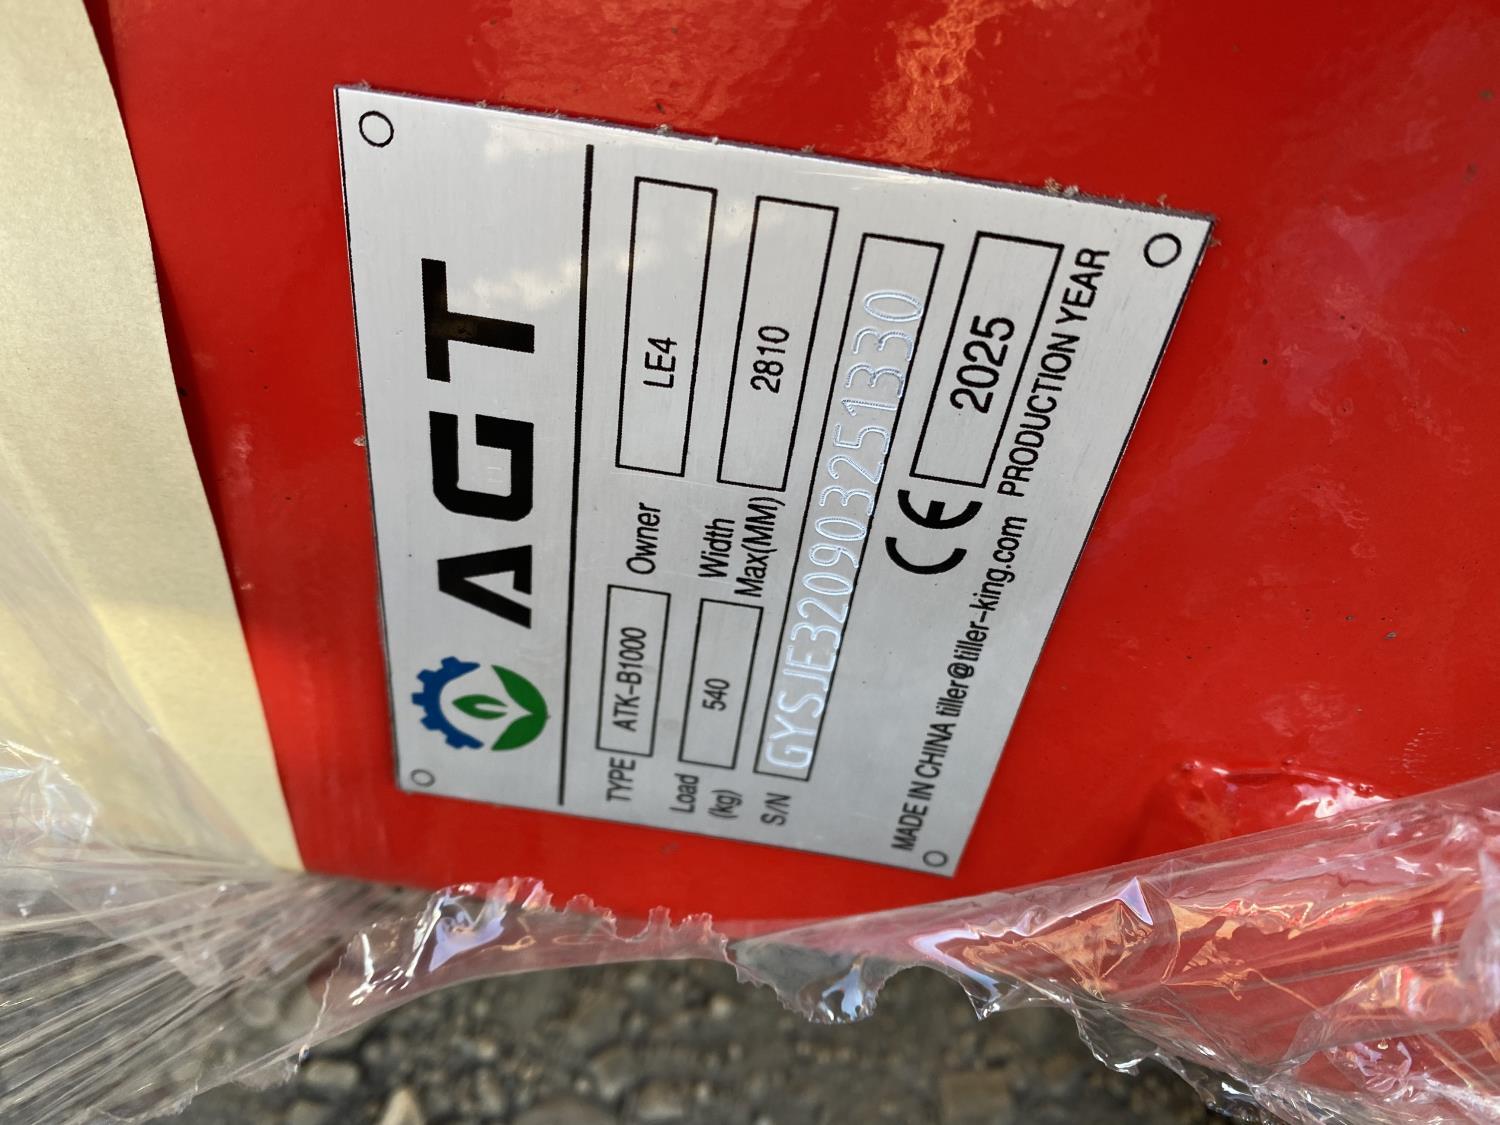 AGT
TYPE ATK-B1000 Owner LE4
Load (kg) 540 Width Max(MM) 2810
S/N GYSJE320903251330
CE 2025
MADE IN CHINA tiller@tiller-king.com PRODUCTION YEAR